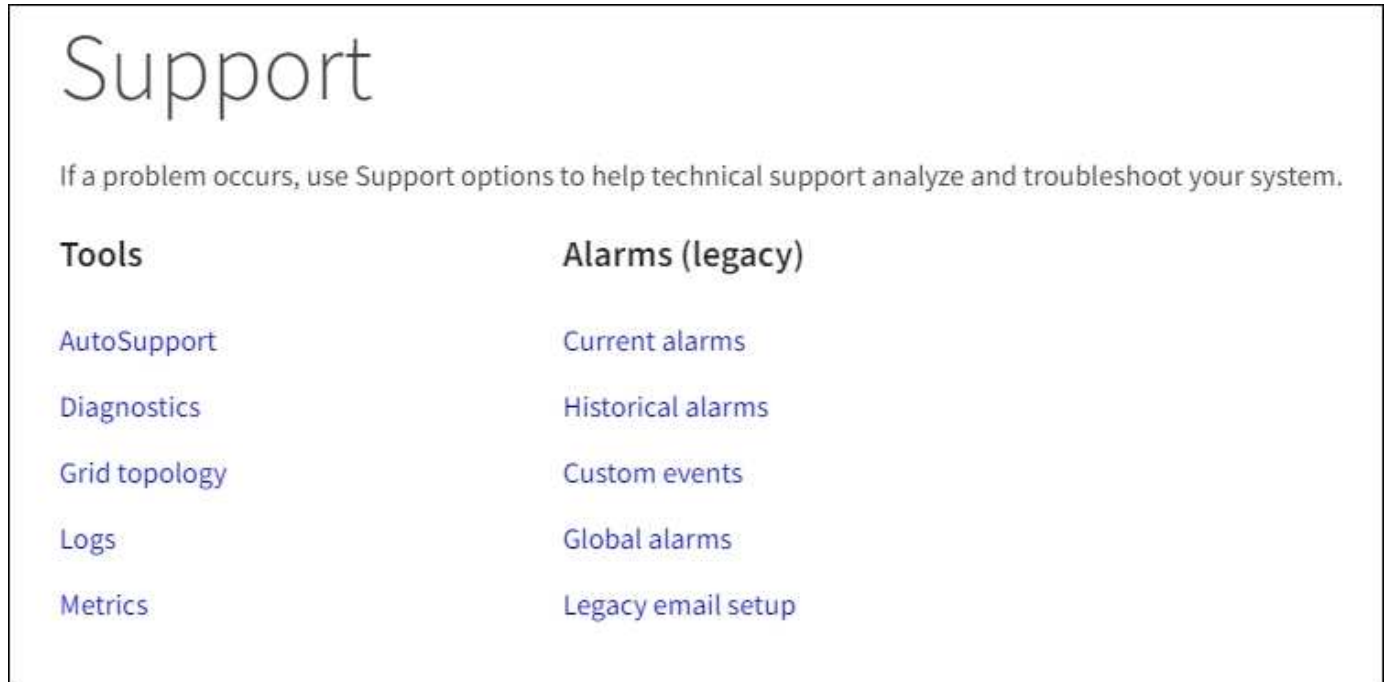 Support
If a problem occurs, use Support options to help technical support analyze and troubleshoot your system.
Tools
AutoSupport
Diagnostics
Grid topology
Logs
Metrics
Alarms (legacy)
Current alarms
Historical alarms
Custom events
Global alarms
Legacy email setup